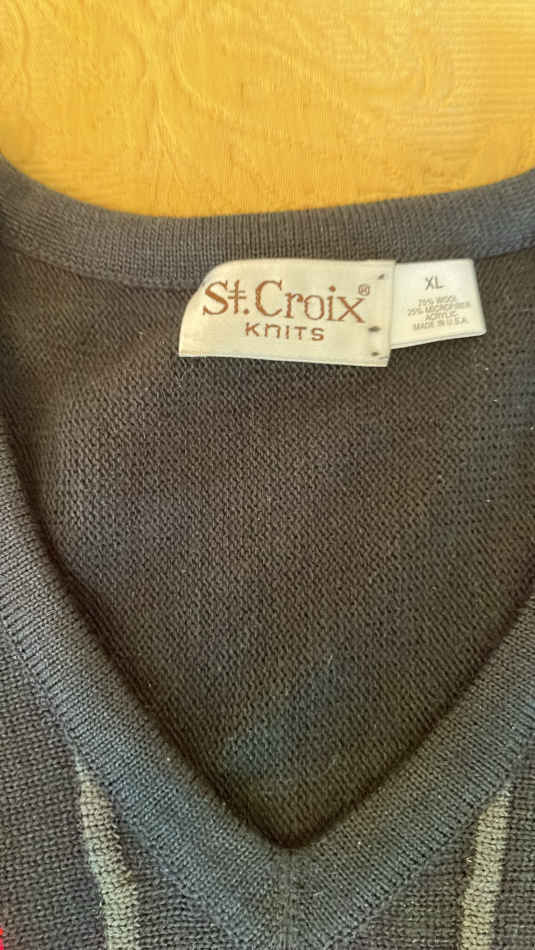 St. Croix®
KNITS
XL
75% WOOL
25% MICROFIBER
ACRYLIC
MADE IN U.S.A.